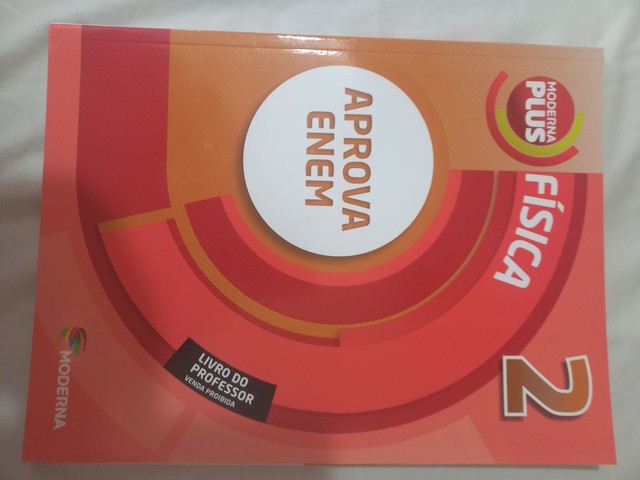 MODERNA
PLUS
FÍSICA
2
APROVA
ENEM
LIVRO DO
PROFESSOR
VENDA PROIBIDA
MODERNA